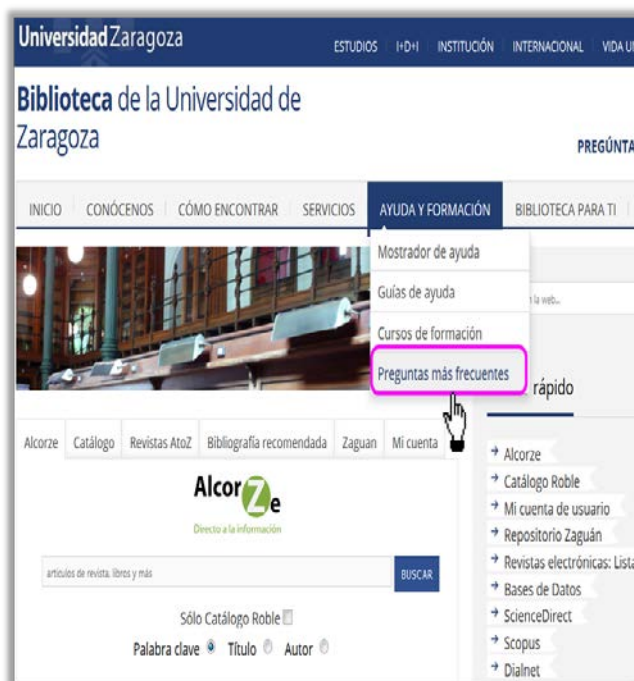 Universidad Zaragoza
ESTUDIOS I+D+I INSTITUCIÓN INTERNACIONAL VIDA
Biblioteca de la Universidad de
Zaragoza
INICIO CONÓCENOS CÓMO ENCONTRAR SERVICIOS AYUDA Y FORMACIÓN BIBLIOTECA PARA TI
Mostrador de ayuda
Guías de ayuda
la web...
Cursos de formación
Preguntas más frecuentes
rápido
Alcorze Catálogo Revistas AtoZ Bibliografía recomendada Zaguan Mi cuenta
AlcorZe
Directo a la información
artículos de revista, libros y más
BUSCAR
Sólo Catálogo Roble
Palabra clave Título Autor
Alcorze
Catálogo Roble
Mi cuenta de usuario
Repositorio Zaguán
Revistas electrónicas: Lista
Bases de Datos
ScienceDirect
Scopus
Dialnet